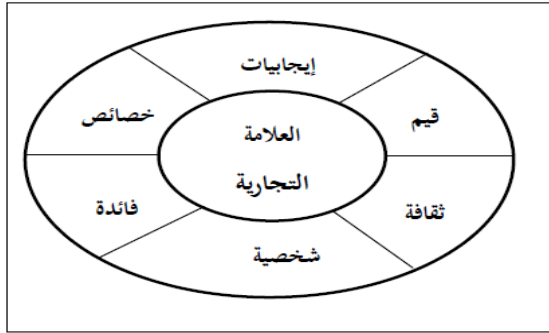 إيجابيات
قيم
خصائص
العلامة
التجارية
ثقافة
فائدة
شخصية